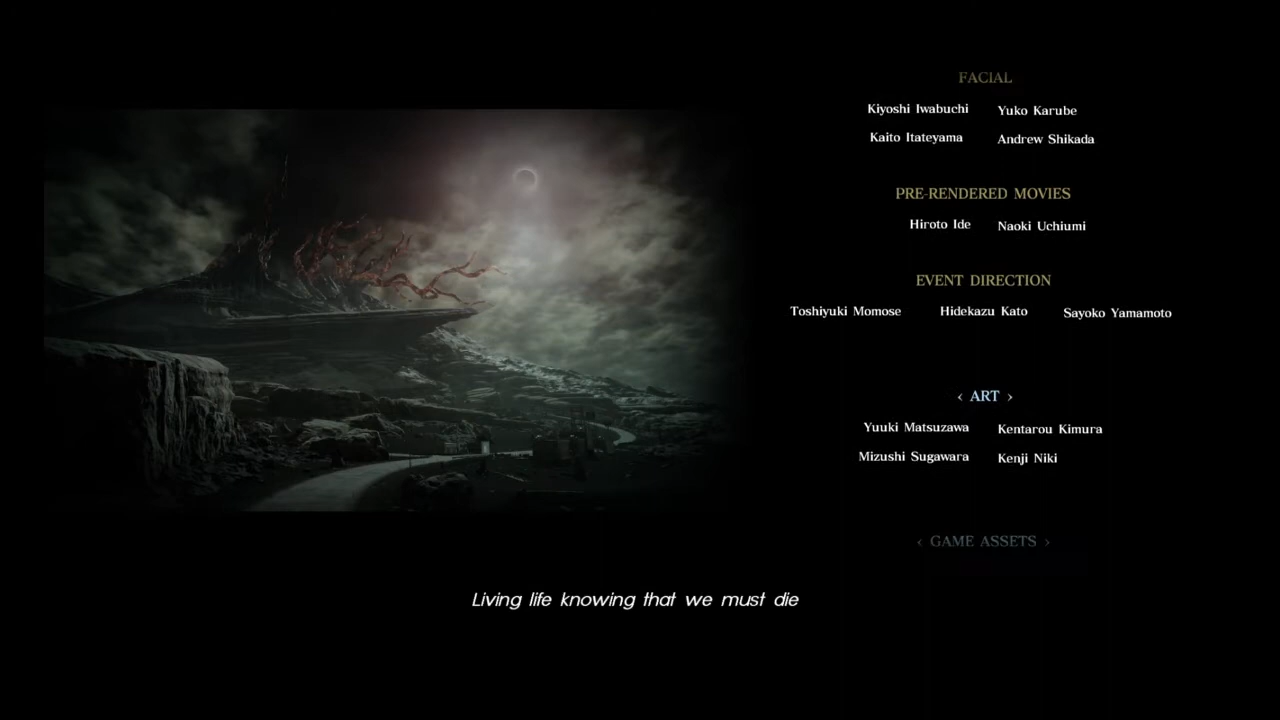 FACIAL
Kiyoshi Iwabuchi Yuko Karube
Kaito Itateyama Andrew Shikada
PRE-RENDERED MOVIES
Hiroto Ide Naoki Uchiumi
EVENT DIRECTION
Toshiyuki Momose Hidekazu Kato Sayoko Yamamoto
‹ ART ›
Yuuki Matsuzawa Kentarou Kimura
Mizushi Sugawara Kenji Niki
‹ GAME ASSETS ›
Living life knowing that we must die